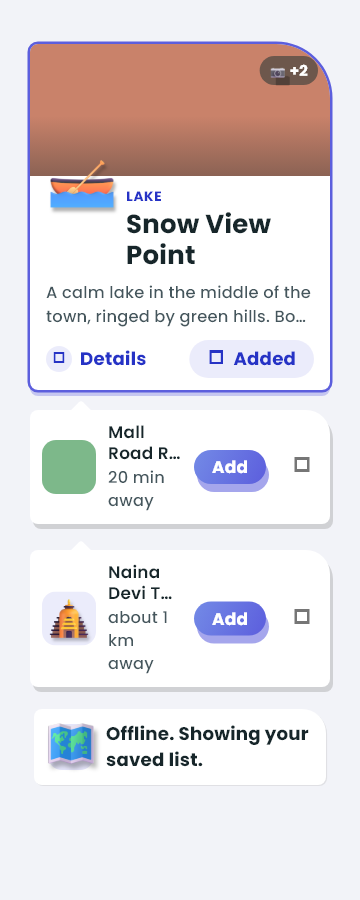 +2
LAKE
Snow View
Point
A calm lake in the middle of the
town, ringed by green hills. Bo…
Details
Added
Mall
Road R…
20 min
away
Add
Naina
Devi T…
about 1
km
away
Add
Offline. Showing your
saved list.